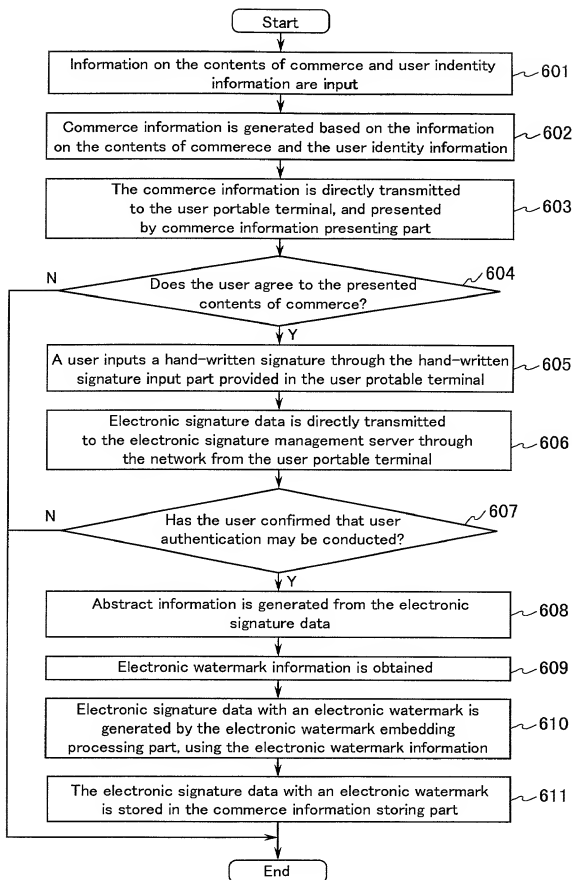 Start
Information on the contents of commerce and user indentity
information are input
601
Commerce information is generated based on the information
on the contents of commerece and the user identity information
602
The commerce information is directly transmitted
to the user portable terminal, and presented
by commerce information presenting part
603
N
Does the user agree to the presented
contents of commerce?
604
Y
A user inputs a hand-written signature through the hand-written
signature input part provided in the user protable terminal
605
Electronic signature data is directly transmitted
to the electronic signature management server through
the network from the user portable terminal
606
N
Has the user confirmed that user
authentication may be conducted?
607
Y
Abstract information is generated from the electronic
signature data
608
Electronic watermark information is obtained
609
Electronic signature data with an electronic watermark is
generated by the electronic watermark embedding
processing part, using the electronic watermark information
610
The electronic signature data with an electronic watermark
is stored in the commerce information storing part
611
End